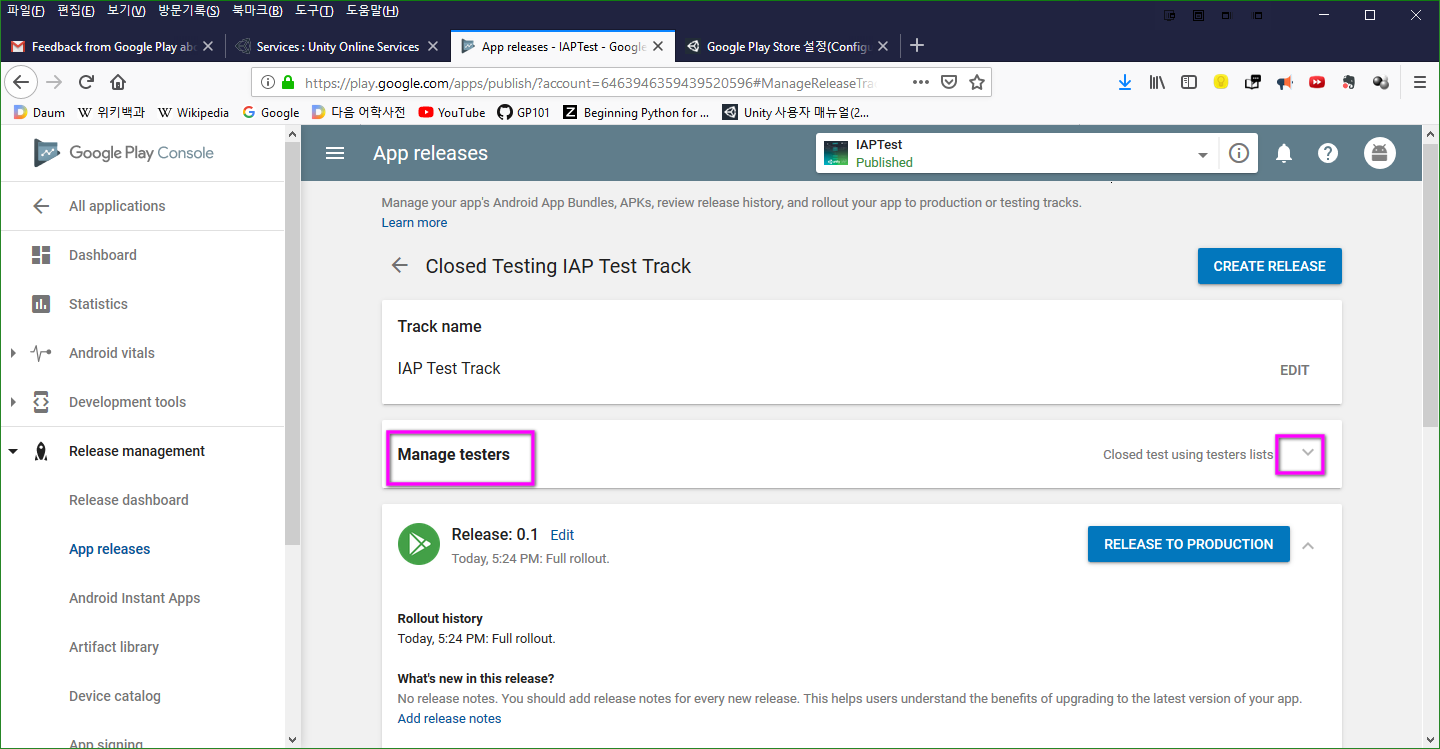 파일(F) 편집(E) 보기(V) 방문기록(S) 북마크(B) 도구(T) 도움말(H)
Feedback from Google Play ab
Services : Unity Online Services
App releases - IAPTest - Google
Google Play Store 설정(Config
https://play.google.com/apps/publish/?account=6463946359439520596#ManageReleaseTra
Daum 위키백과 Wikipedia Google 다음 어학사전 YouTube GP101 Beginning Python for ... Unity 사용자 매뉴얼(2...
Google Play Console
App releases
IAPTest
Published
All applications
Dashboard
Statistics
Android vitals
Development tools
Release management
Release dashboard
App releases
Android Instant Apps
Artifact library
Device catalog
App signing
Manage your app's Android App Bundles, APKs, review release history, and rollout your app to production or testing tracks.
Learn more
Closed Testing IAP Test Track
CREATE RELEASE
Track name
IAP Test Track
EDIT
Manage testers
Closed test using testers lists
Release: 0.1 Edit
Today, 5:24 PM: Full rollout.
RELEASE TO PRODUCTION
Rollout history
Today, 5:24 PM: Full rollout.
What's new in this release?
No release notes. You should add release notes for every new release. This helps users understand the benefits of upgrading to the latest version of your app.
Add release notes